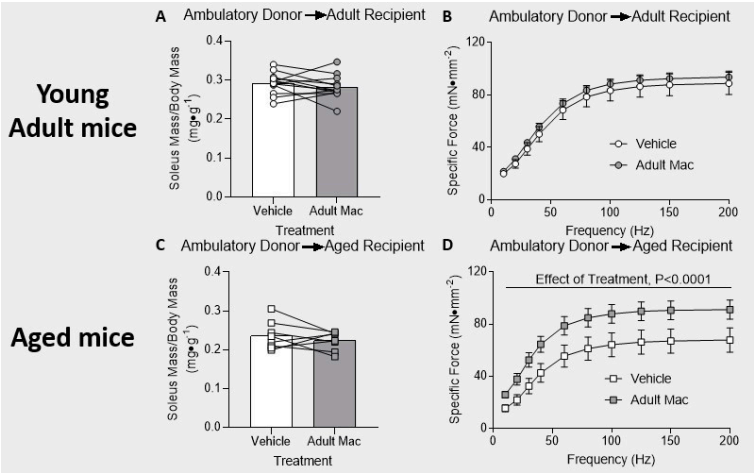 Young
Adult mice
A Ambulatory Donor → Adult Recipient
Soleus Mass/Body Mass
(mg•g⁻¹)
0.4
0.3
0.2
0.1
0.0
Vehicle Adult Mac
Treatment
B Ambulatory Donor → Adult Recipient
Specific Force (mN•mm⁻²)
120
80
40
0
Vehicle
Adult Mac
0 50 100 150 200
Frequency (Hz)
Aged mice
C Ambulatory Donor → Aged Recipient
Soleus Mass/Body Mass
(mg•g⁻¹)
0.4
0.3
0.2
0.1
0.0
Vehicle Adult Mac
Treatment
D Ambulatory Donor → Aged Recipient
Specific Force (mN•mm⁻²)
120
80
40
0
Effect of Treatment, P<0.0001
Vehicle
Adult Mac
0 50 100 150 200
Frequency (Hz)